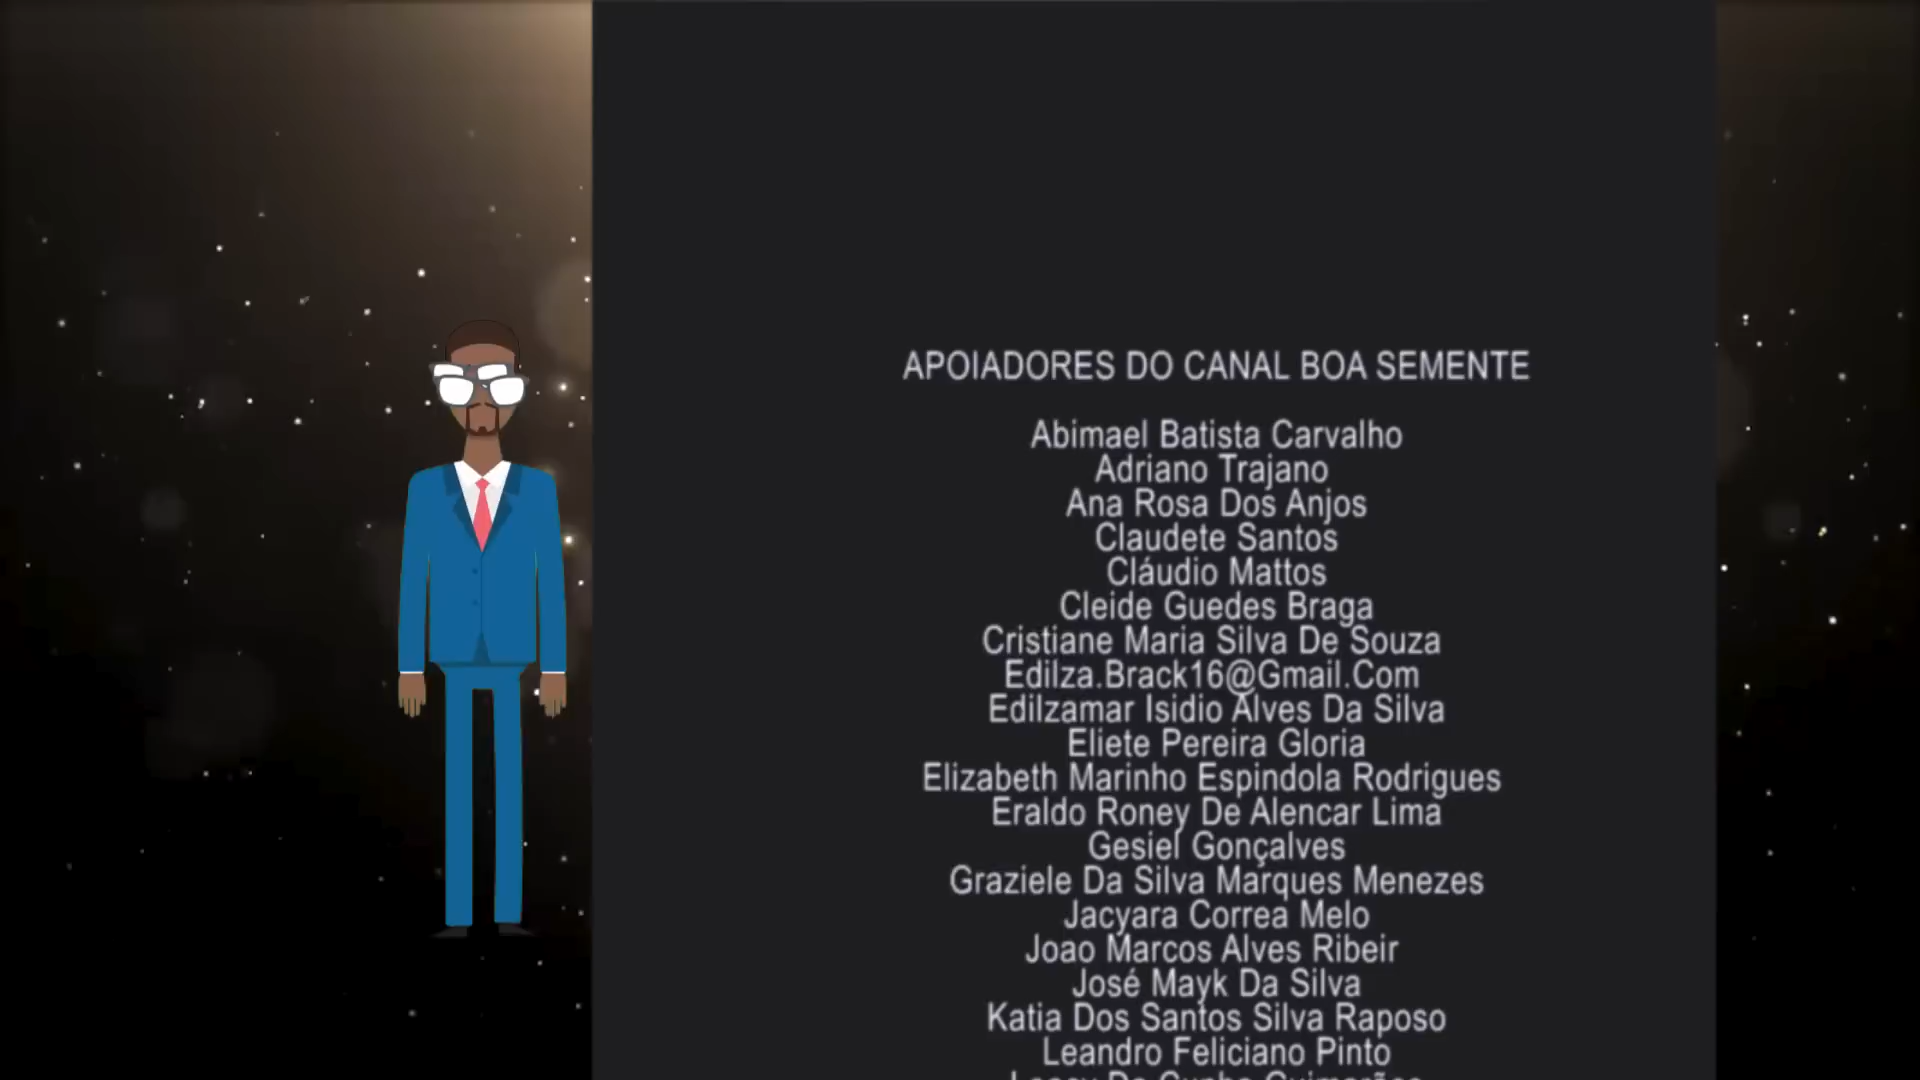 APOIADORES DO CANAL BOA SEMENTE
Abimael Batista Carvalho
Adriano Trajano
Ana Rosa Dos Anjos
Claudete Santos
Cláudio Mattos
Cleide Guedes Braga
Cristiane Maria Silva De Souza
Edilza.Brack16@Gmail.Com
Edilzamar Isidio Alves Da Silva
Eliete Pereira Gloria
Elizabeth Marinho Espindola Rodrigues
Eraldo Roney De Alencar Lima
Gesiel Gonçalves
Graziele Da Silva Marques Menezes
Jacyara Correa Melo
Joao Marcos Alves Ribeir
José Mayk Da Silva
Katia Dos Santos Silva Raposo
Leandro Feliciano Pinto